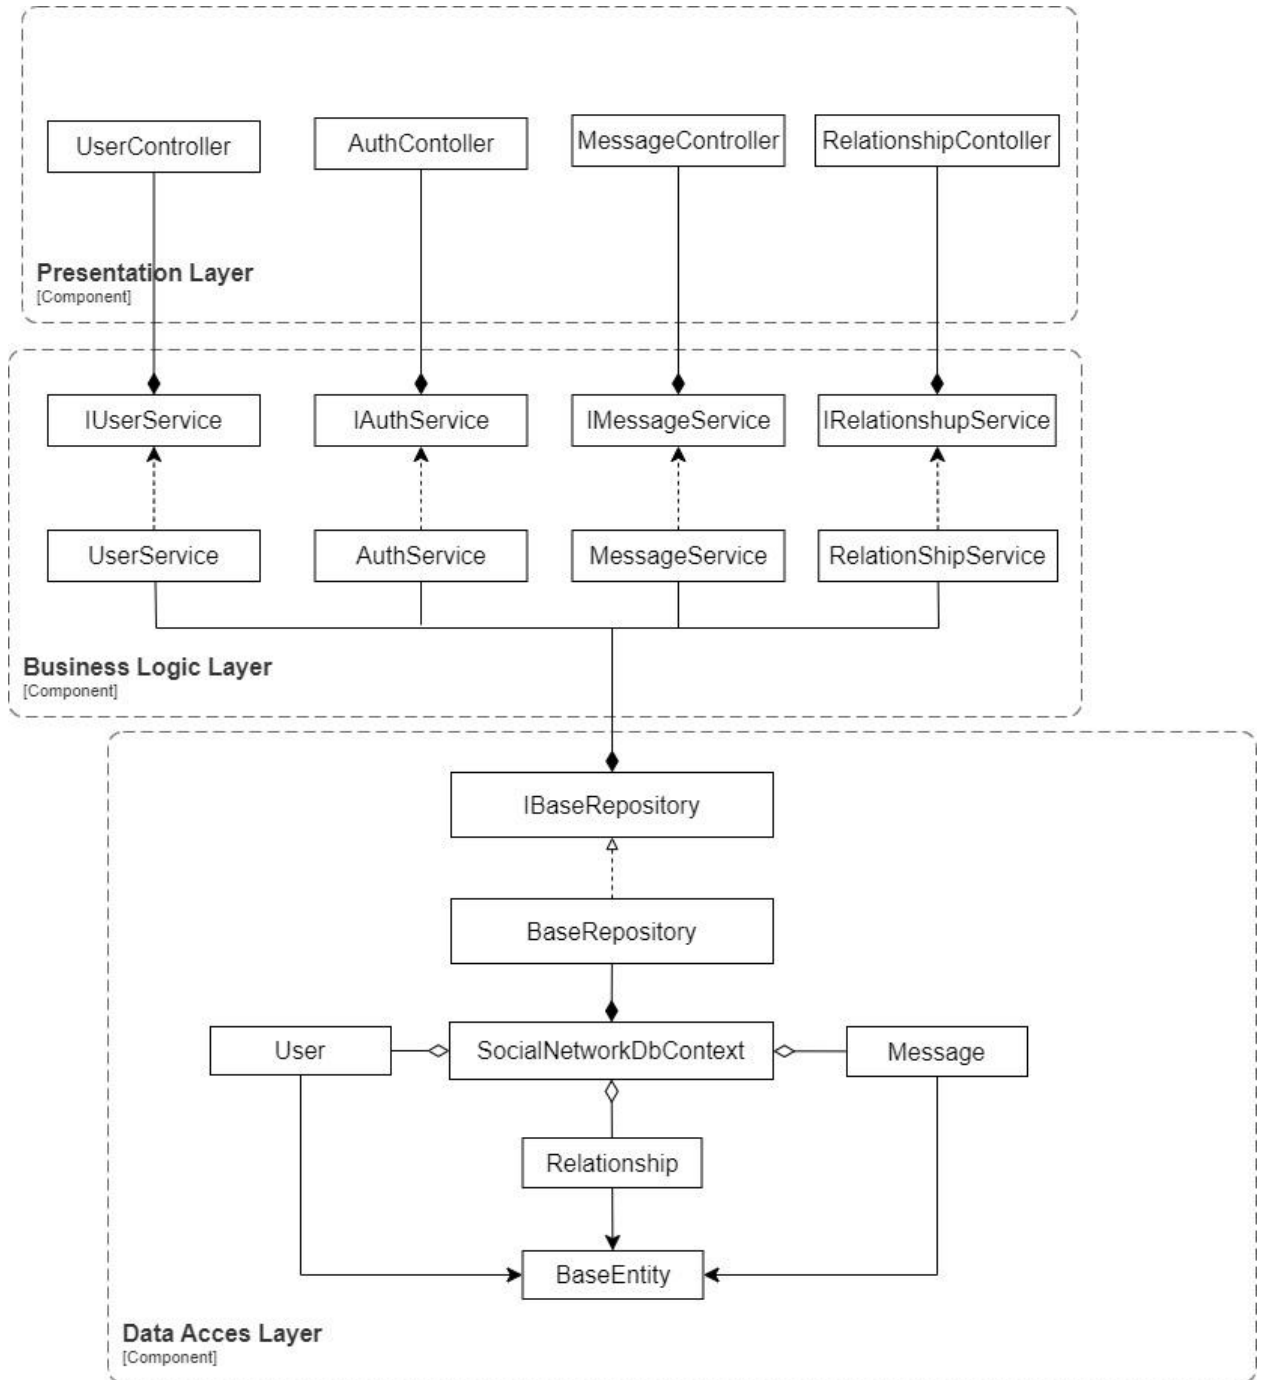 UserController
AuthContoller
MessageController
RelationshipContoller
Presentation Layer
[Component]
IUserService
IAuthService
IMessageService
IRelationshupService
UserService
AuthService
MessageService
RelationShipService
Business Logic Layer
[Component]
IBaseRepository
BaseRepository
User
SocialNetworkDbContext
Message
Relationship
BaseEntity
Data Acces Layer
[Component]